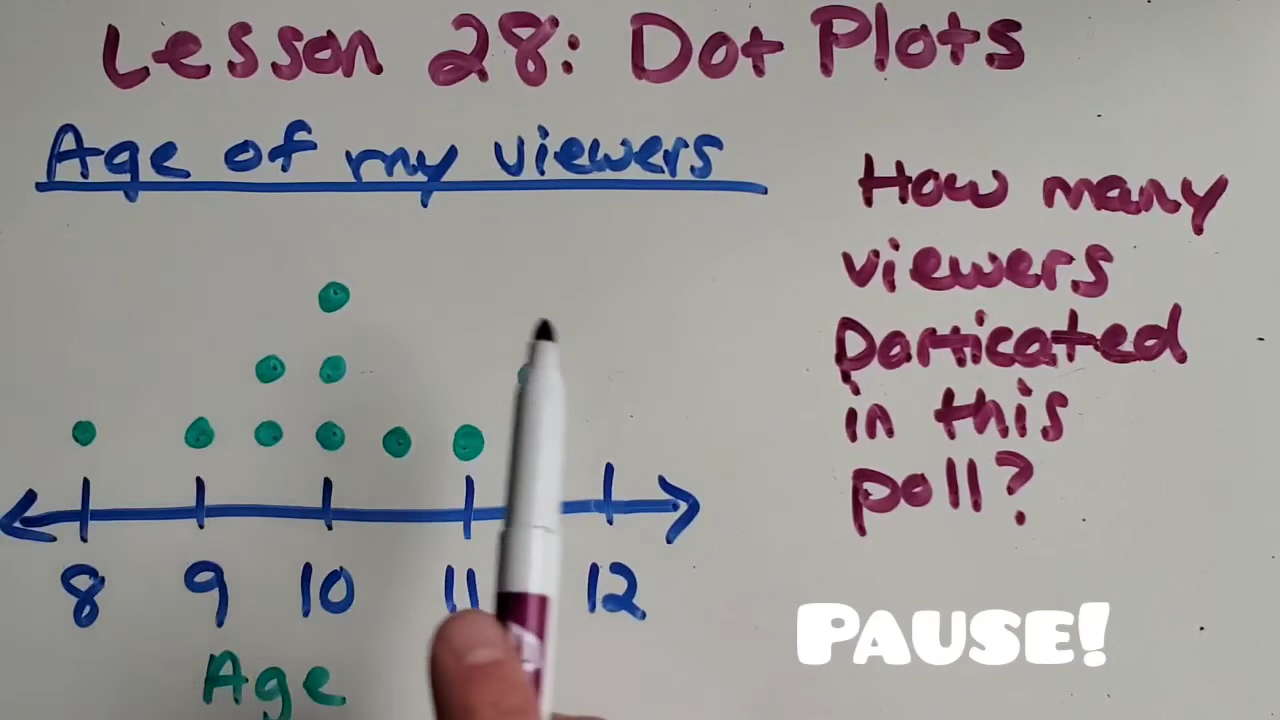 Lesson 28: Dot Plots
Age of my viewers
How many
viewers
particated
in this
poll?
8 9 10 11 12
Age
PAUSE!